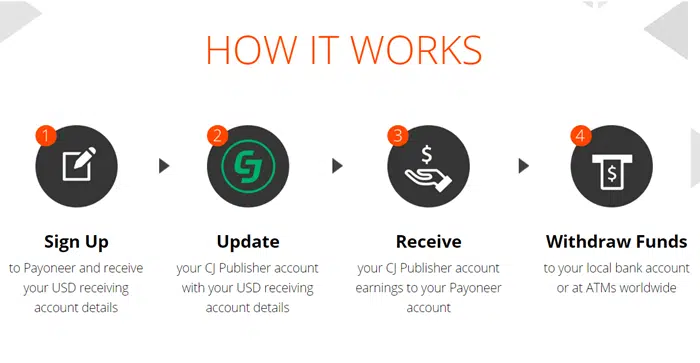 HOW IT WORKS
1
2
3
4
CJ
$
$
Sign Up
to Payoneer and receive
your USD receiving
account details
Update
your CJ Publisher account
with your USD receiving
account details
Receive
your CJ Publisher account
earnings to your Payoneer
account
Withdraw Funds
to your local bank account
or at ATMs worldwide